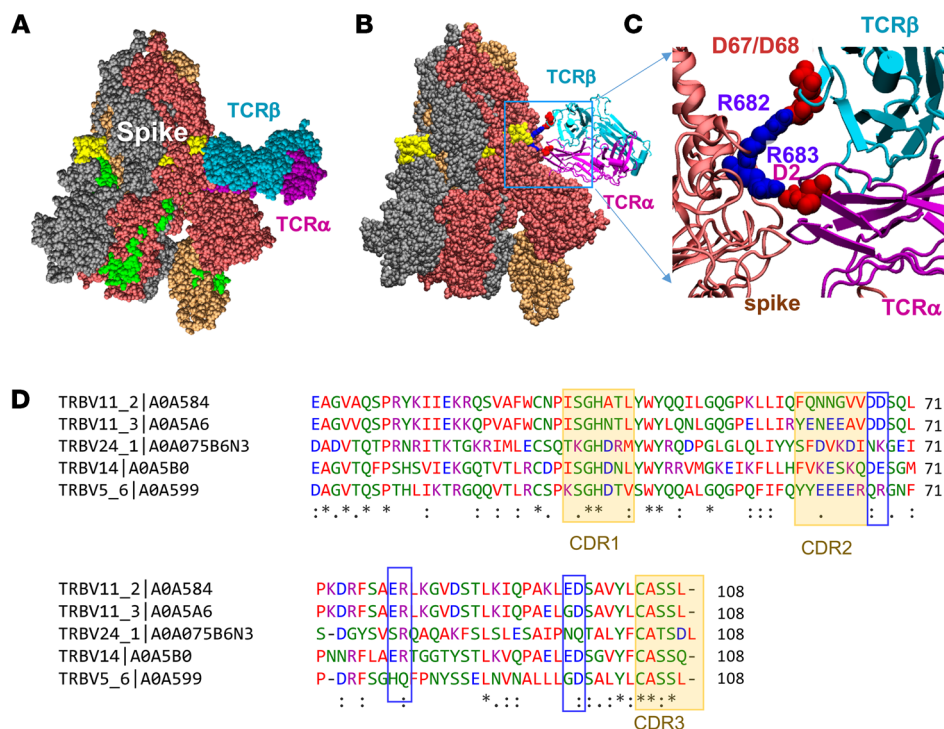 A
B
C
Spike
TCRβ
TCRα
TCRβ
TCRα
D67/D68
TCRβ
R682
R683
D2
spike
TCRα
D
TRBV11_2|A0A584 EAGVAQSPRYKIIEKRQSVAFWCNPISGHATLYWYQQILGQGPKLLIQFQNNGVVDDSQL 71
TRBV11_3|A0A5A6 EAGVVQSPRYKIIEKKQPVAFWCNPISGHNTLYWYLQNLGQGPELLIRYENEEAVDDSQL 71
TRBV24_1|A0A075B6N3 DADVTQTPRNRITKTGKRIMLECSQTKGHDRMYWYRQDPGLGLQLIYYSFDVKDINKGEI 71
TRBV14|A0A5B0 EAGVTQFPSHSVIEKGQTVTLRCDPISGHDNLYWYRRVMGKEIKFLLHFVKESKQDESGM 71
TRBV5_6|A0A599 DAGVTQSPTHLIKTRGQQVTLRCSPKSGHDTVSWYQQALGQGPQFIFQYYEEEERQRGNF 71
:*.*.* * : : : *. .** ** * ::: . : .
CDR1
CDR2
TRBV11_2|A0A584 PKDRFSAERLKGVDSTLKIQPAKLEDSAVYLCASSL- 108
TRBV11_3|A0A5A6 PKDRFSAERLKGVDSTLKIQPAELGDSAVYLCASSL- 108
TRBV24_1|A0A075B6N3 S-DGYSVSRQAQAKFSLSLESAIPNQTALYFCATSDL 108
TRBV14|A0A5B0 PNNRFLAERTGGTYSTLKVQPAELEDSGVYFCASSQ- 108
TRBV5_6|A0A599 P-DRFSGHQFPNYSSELNVNALLLGDSALYLCASSL- 108
: : : *.:: ::.:*:**:*
CDR3